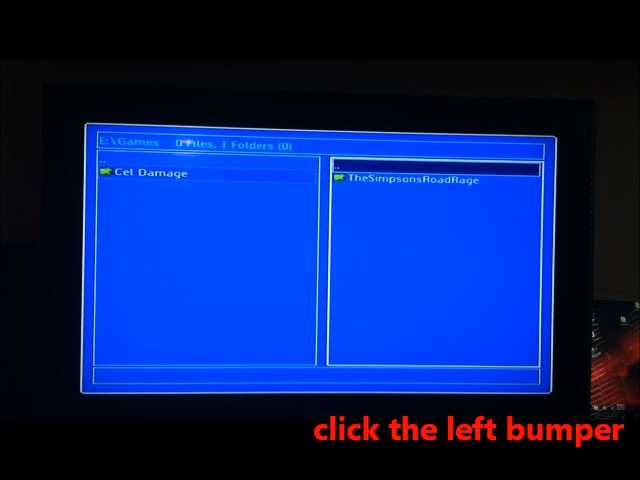 E:\Games 0 Files, 1 Folders (0)
..
Cel Damage
..
TheSimpsonsRoadRage
click the left bumper